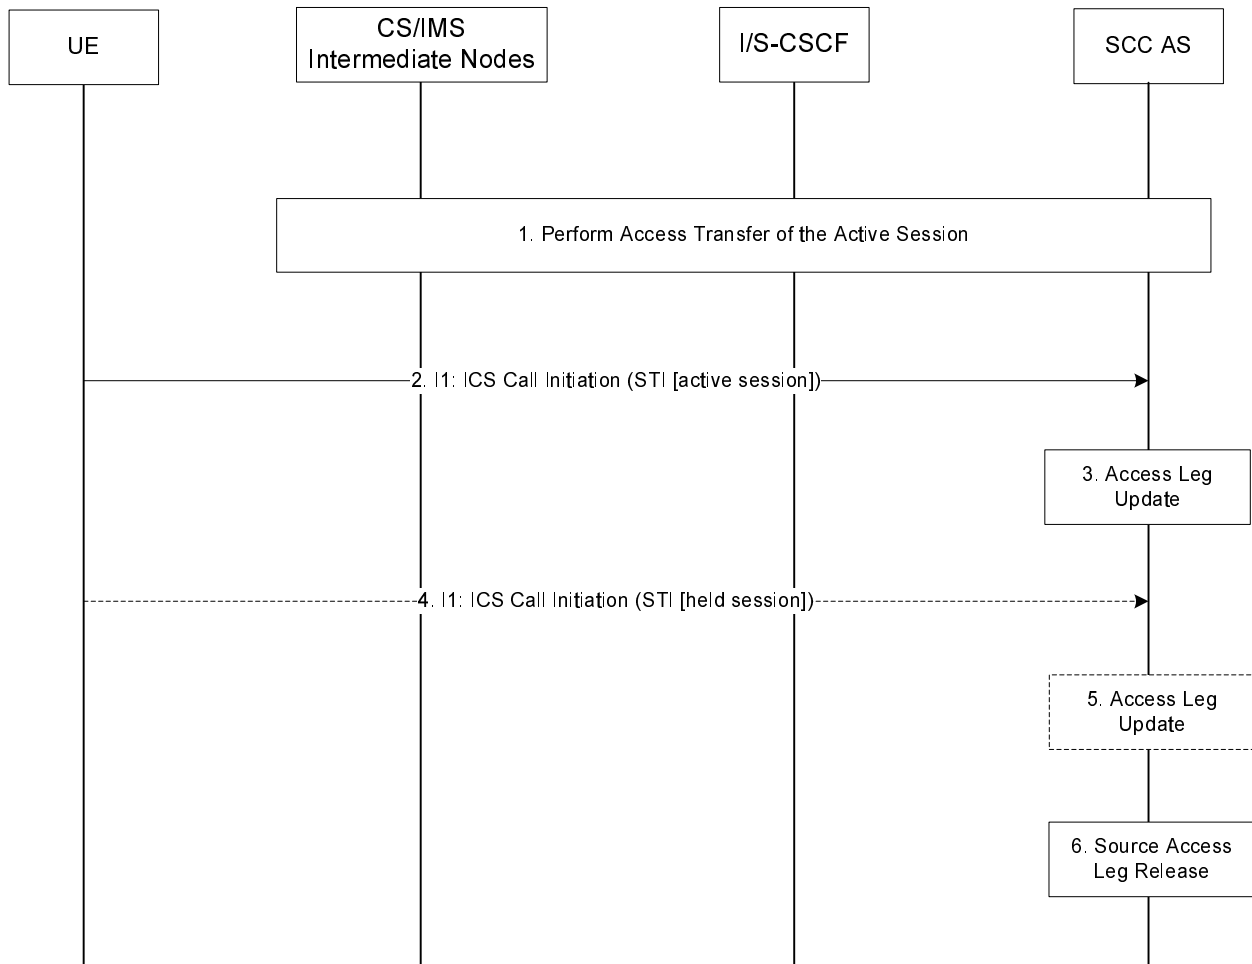 UE
CS/IMS
Intermediate Nodes
I/S-CSCF
SCC AS
1. Perform Access Transfer of the Active Session
2. I1: ICS Call Initiation (STI [active session])
3. Access Leg
Update
4. I1: ICS Call Initiation (STI [held session])
5. Access Leg
Update
6. Source Access
Leg Release